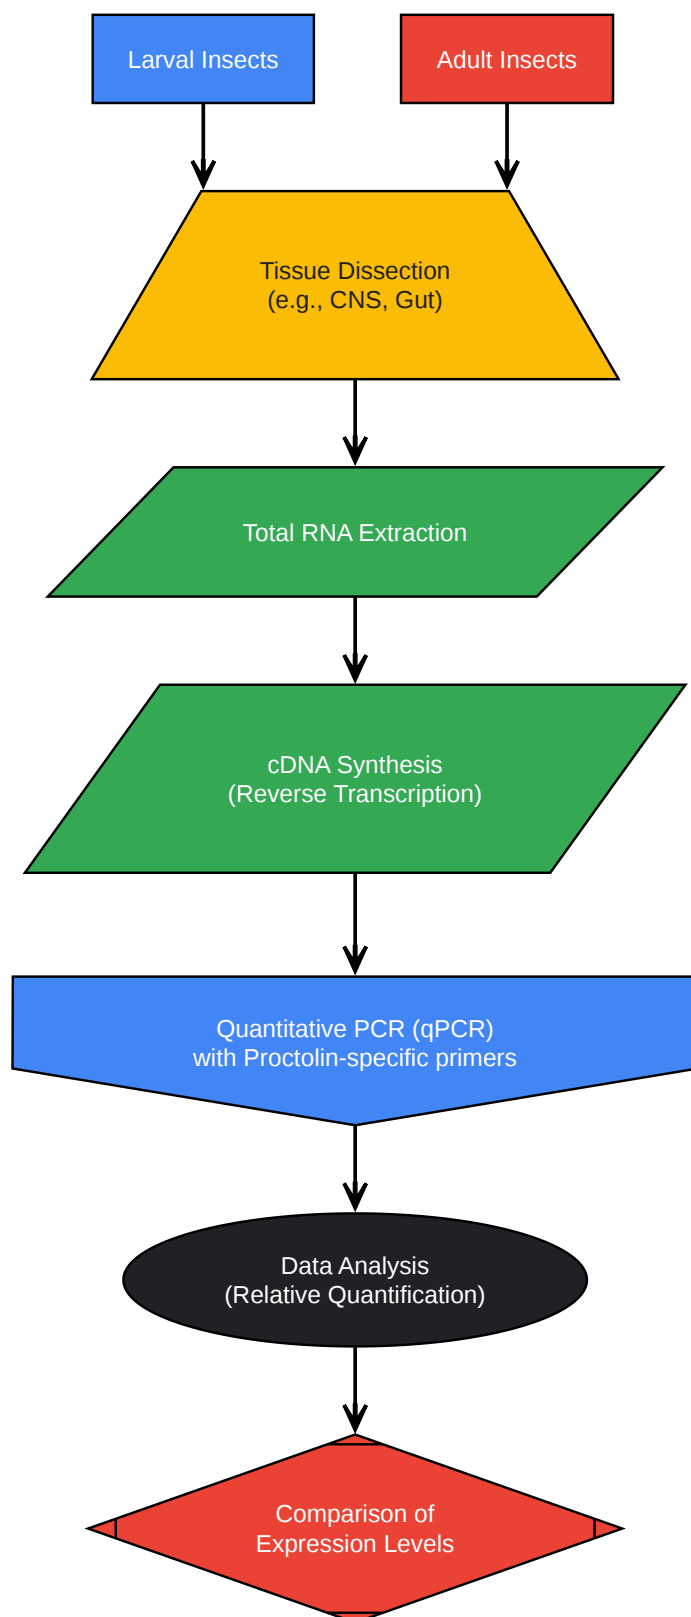 Larval Insects
Adult Insects
Tissue Dissection
(e.g., CNS, Gut)
Total RNA Extraction
cDNA Synthesis
(Reverse Transcription)
Quantitative PCR (qPCR)
with Proctolin-specific primers
Data Analysis
(Relative Quantification)
Comparison of
Expression Levels